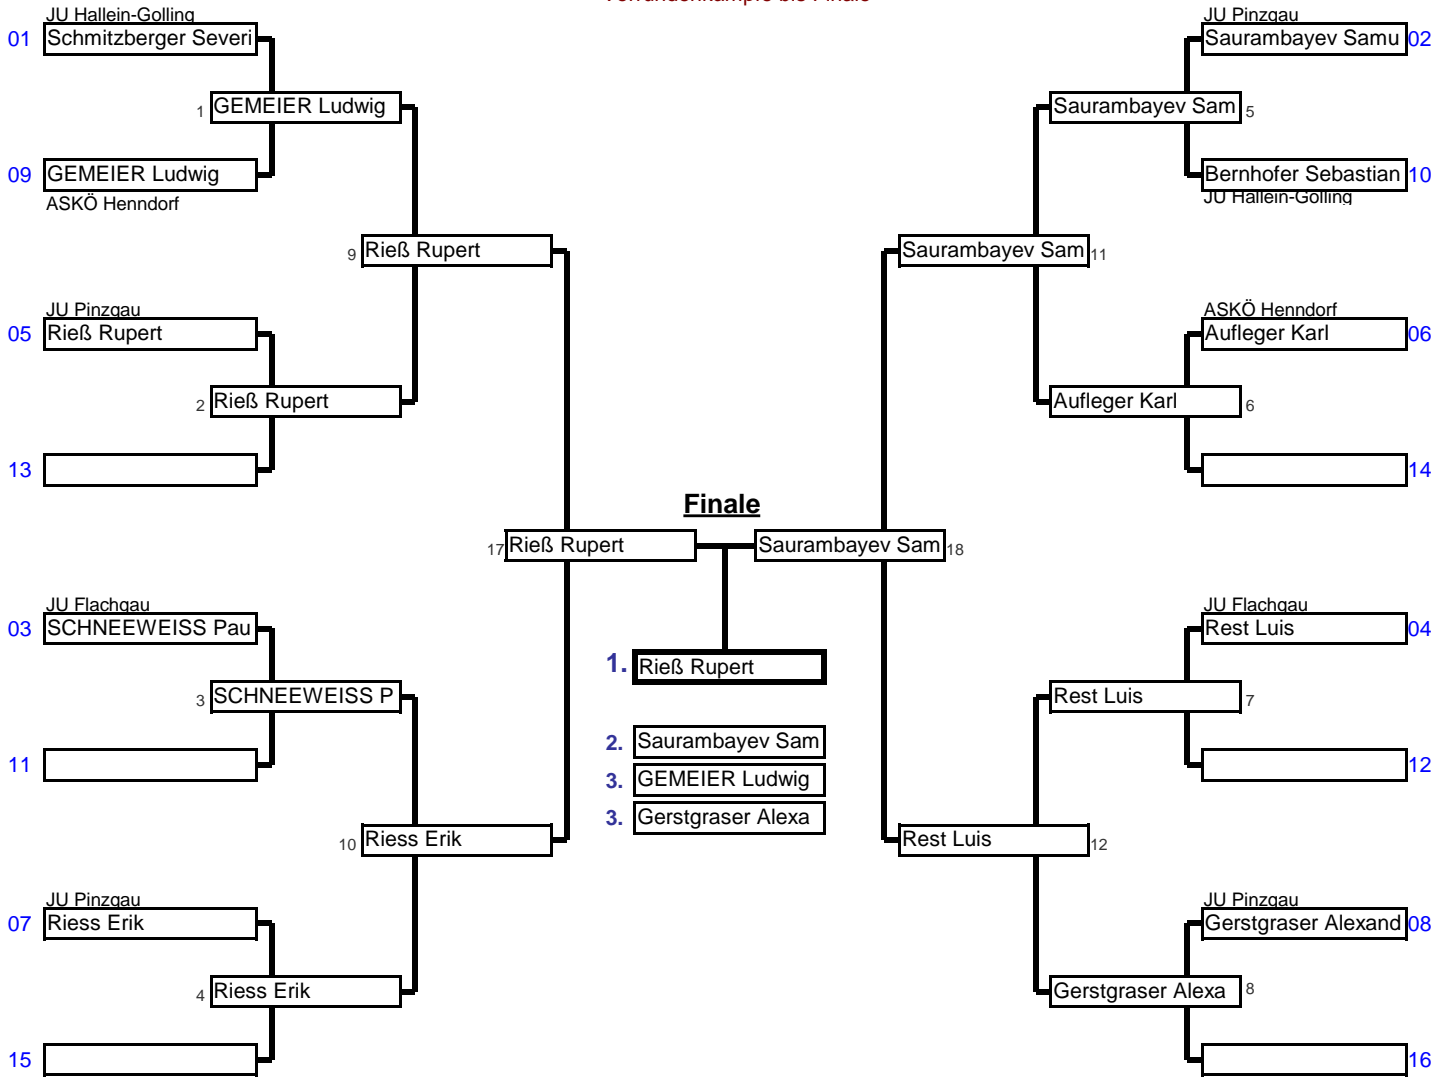 Vorrundenkämpfe bis Finale
JU Hallein-Golling
01 Schmitzberger Severi
1 GEMEIER Ludwig
09 GEMEIER Ludwig
ASKÖ Henndorf
9 Rieß Rupert
JU Pinzgau
05 Rieß Rupert
2 Rieß Rupert
13
17 Rieß Rupert
JU Flachgau
03 SCHNEEWEISS Pau
3 SCHNEEWEISS P
11
10 Riess Erik
JU Pinzgau
07 Riess Erik
4 Riess Erik
15
Finale
1. Rieß Rupert
2. Saurambayev Sam
3. GEMEIER Ludwig
3. Gerstgraser Alexa
JU Pinzgau
Saurambayev Samu 02
Saurambayev Sam 5
Bernhofer Sebastian 10
JU Hallein-Golling
Saurambayev Sam 11
ASKÖ Henndorf
Aufleger Karl 06
Aufleger Karl 6
14
Saurambayev Sam 18
JU Flachgau
Rest Luis 04
Rest Luis 7
12
Rest Luis 12
JU Pinzgau
Gerstgraser Alexand 08
Gerstgraser Alexa 8
16